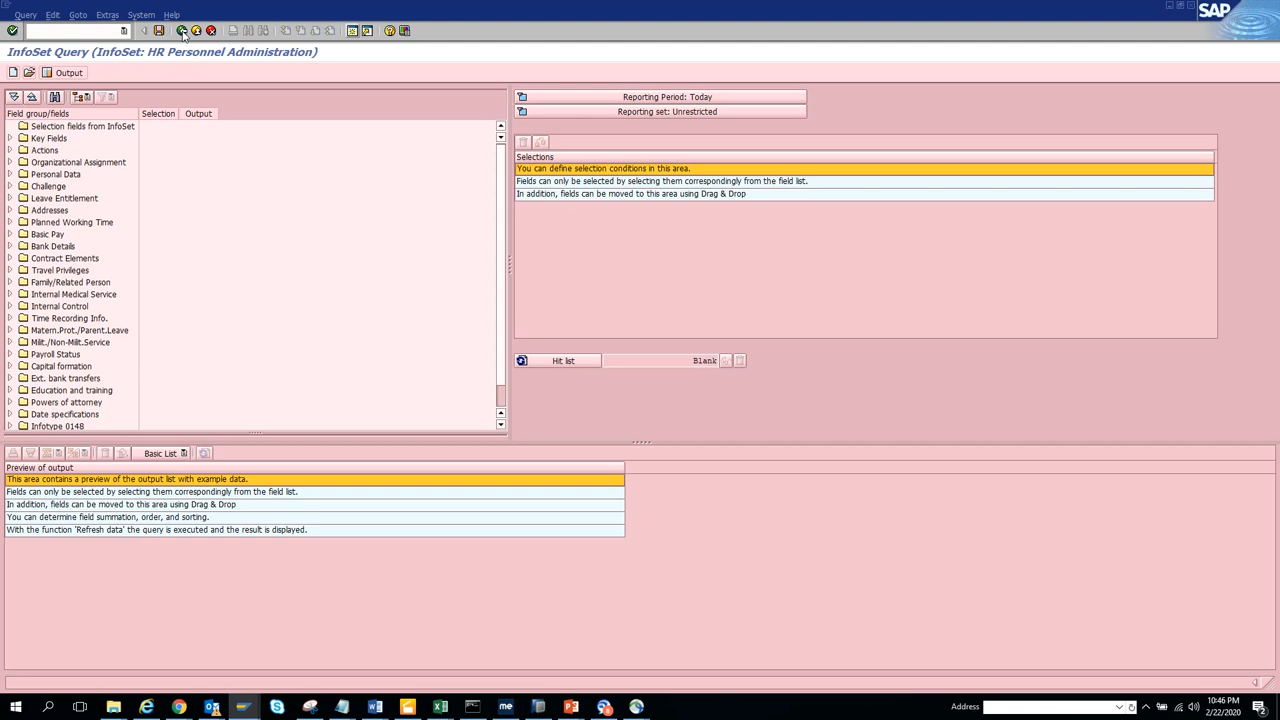 Query Edit Goto Extras System Help
SAP
InfoSet Query (InfoSet: HR Personnel Administration)
Output
Field group/fields Selection Output
Selection fields from InfoSet
Key Fields
Actions
Organizational Assignment
Personal Data
Challenge
Leave Entitlement
Addresses
Planned Working Time
Basic Pay
Bank Details
Contract Elements
Travel Privileges
Family/Related Person
Internal Medical Service
Internal Control
Time Recording Info.
Matern.Prot./Parent.Leave
Milit./Non-Milit.Service
Payroll Status
Capital formation
Ext. bank transfers
Education and training
Powers of attorney
Date specifications
Infotype 0148
Reporting Period: Today
Reporting set: Unrestricted
Selections
You can define selection conditions in this area.
Fields can only be selected by selecting them correspondingly from the field list.
In addition, fields can be moved to this area using Drag & Drop
Hit list Blank
Basic List
Preview of output
This area contains a preview of the output list with example data.
Fields can only be selected by selecting them correspondingly from the field list.
In addition, fields can be moved to this area using Drag & Drop
You can determine field summation, order, and sorting.
With the function 'Refresh data' the query is executed and the result is displayed.
me
Address
10:46 PM
2/22/2020
2